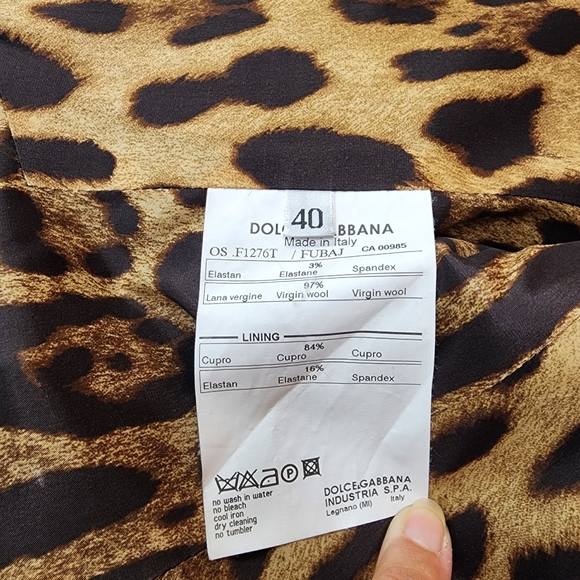 40
DOLC GABBANA
Made in Italy
OS .F1276T / FUBAJ CA 00985
3%
Elastan Elastane Spandex
97%
Lana vergine Virgin wool Virgin wool
LINING
84%
Cupro Cupro Cupro
16%
Elastan Elastane Spandex
P
no wash in water
no bleach
cool iron
dry cleaning
no tumbler
DOLCE&GABBANA
INDUSTRIA S.P.A.
Legnano (MI) Italy